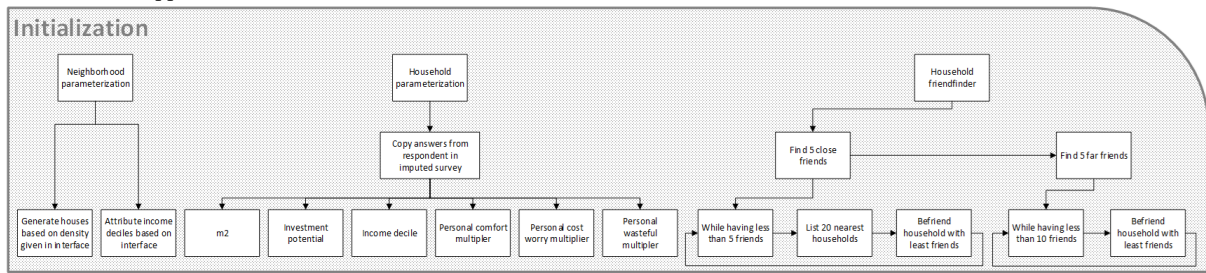 Initialization
Neighborhood
parameterization
Household
parameterization
Household
friendfinder
Copy answers from
respondent in
imputed survey
Find 5 close
friends
Find 5 far friends
Generate houses
based on density
given in interface
Attribute income
deciles based on
interface
m2
Investment
potential
Income decile
Personal comfort
multipler
Personal cost
worry multiplier
Personal
wasteful
multipler
While having less
than 5 friends
List 20 nearest
households
Befriend
household with
least friends
While having less
than 10 friends
Befriend
household with
least friends